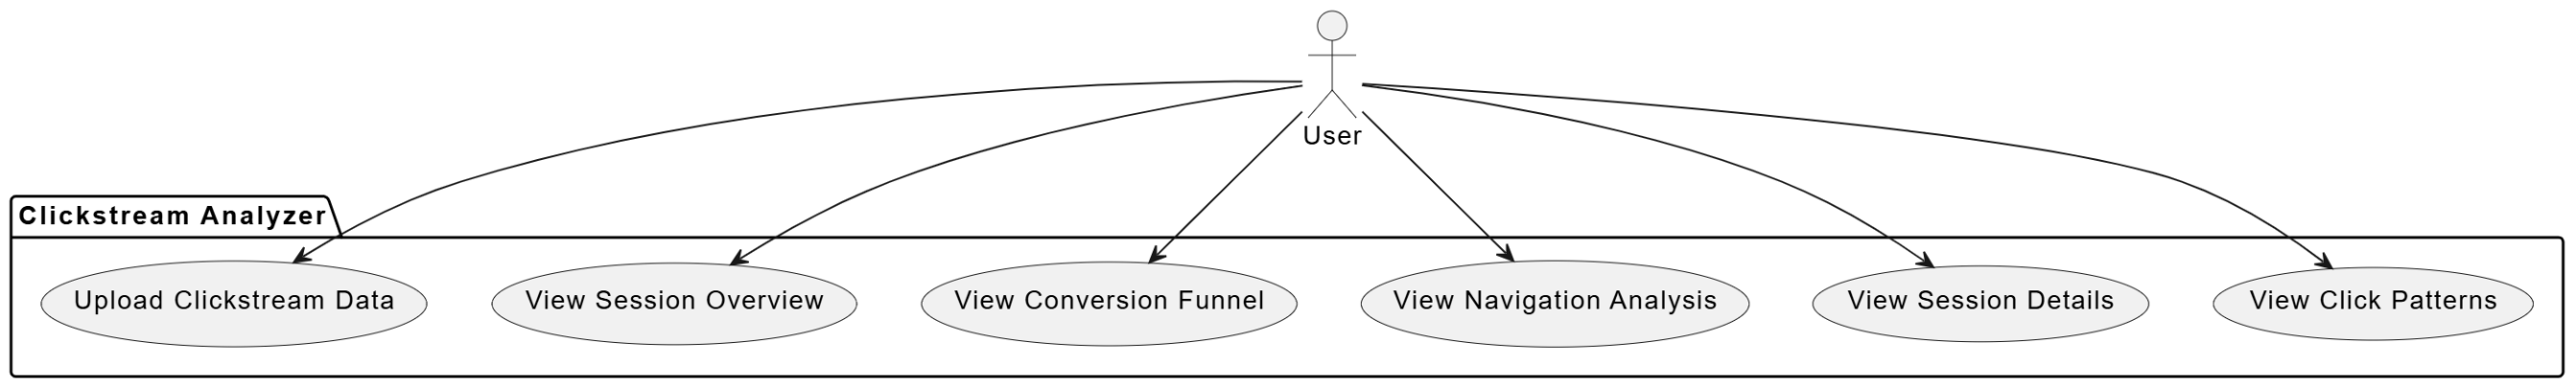 User
Clickstream Analyzer
Upload Clickstream Data
View Session Overview
View Conversion Funnel
View Navigation Analysis
View Session Details
View Click Patterns